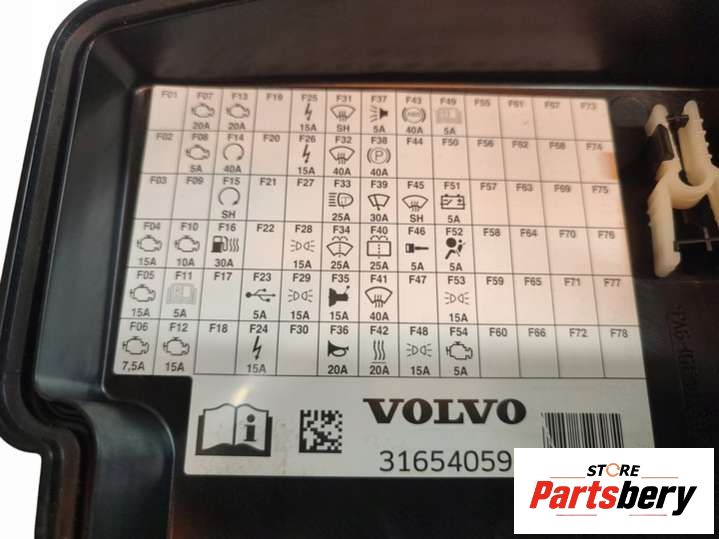 F01 F07 F13 F19 F25 F31 F37 F43 F49 F55 F61 F67 F73
20A 20A 15A SH 5A ABS 40A 5A
F02 F08 F14 F20 F26 F32 F38 F44 F50 F56 F62 F68 F74
5A 40A 15A 40A P 40A
F03 F09 F15 F21 F27 F33 F39 F45 F51 F57 F63 F69 F75
SH 25A 30A SH 5A
F04 F10 F16 F22 F28 F34 F40 F46 F52 F58 F64 F70 F76
15A 10A 30A 15A 25A 25A 5A 5A
F05 F11 F17 F23 F29 F35 F41 F47 F53 F59 F65 F71 F77
15A 5A 5A 15A 15A 40A 15A
F06 F12 F18 F24 F30 F36 F42 F48 F54 F60 F66 F72 F78
7,5A 15A 15A 20A 20A 15A 5A
i VOLVO
31654059
STORE
Partsbery